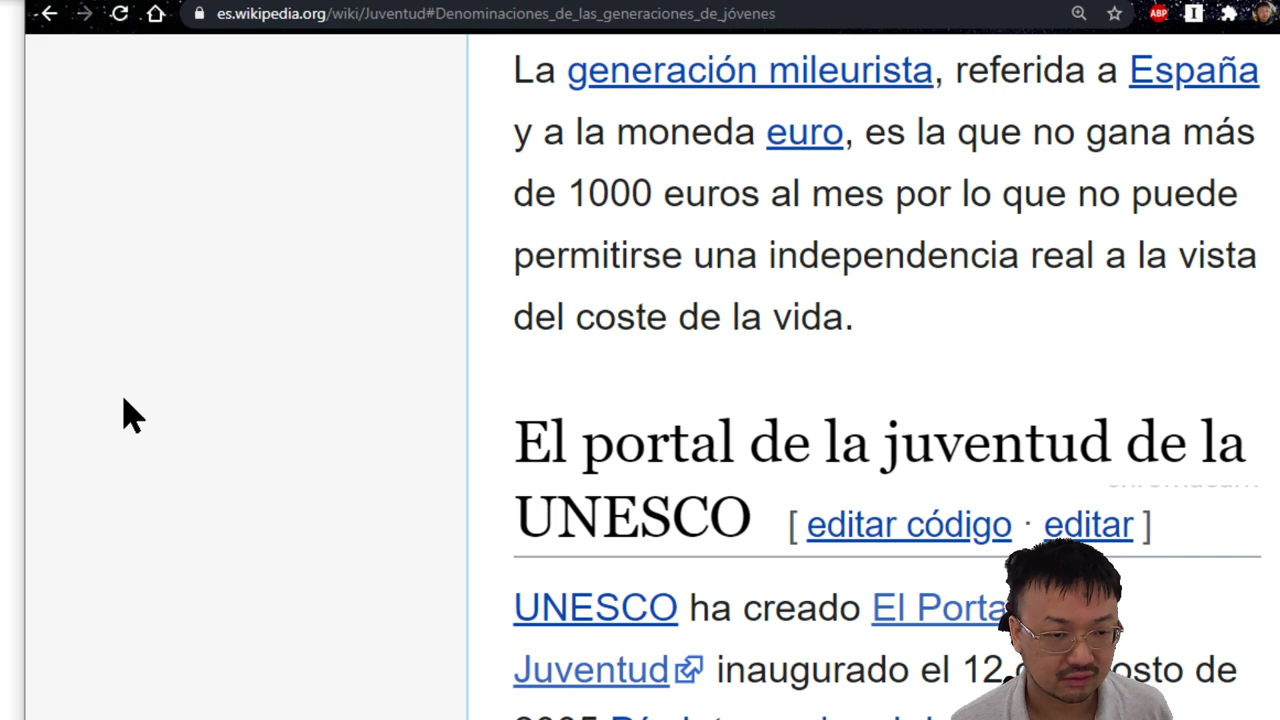 es.wikipedia.org/wiki/Juventud#Denominaciones_de_las_generaciones_de_jóvenes
ABP
La generación mileurista, referida a España
y a la moneda euro, es la que no gana más
de 1000 euros al mes por lo que no puede
permitirse una independencia real a la vista
del coste de la vida.
El portal de la juventud de la
UNESCO [ editar código · editar ]
UNESCO ha creado El
Juventud inaugurado el 12 de